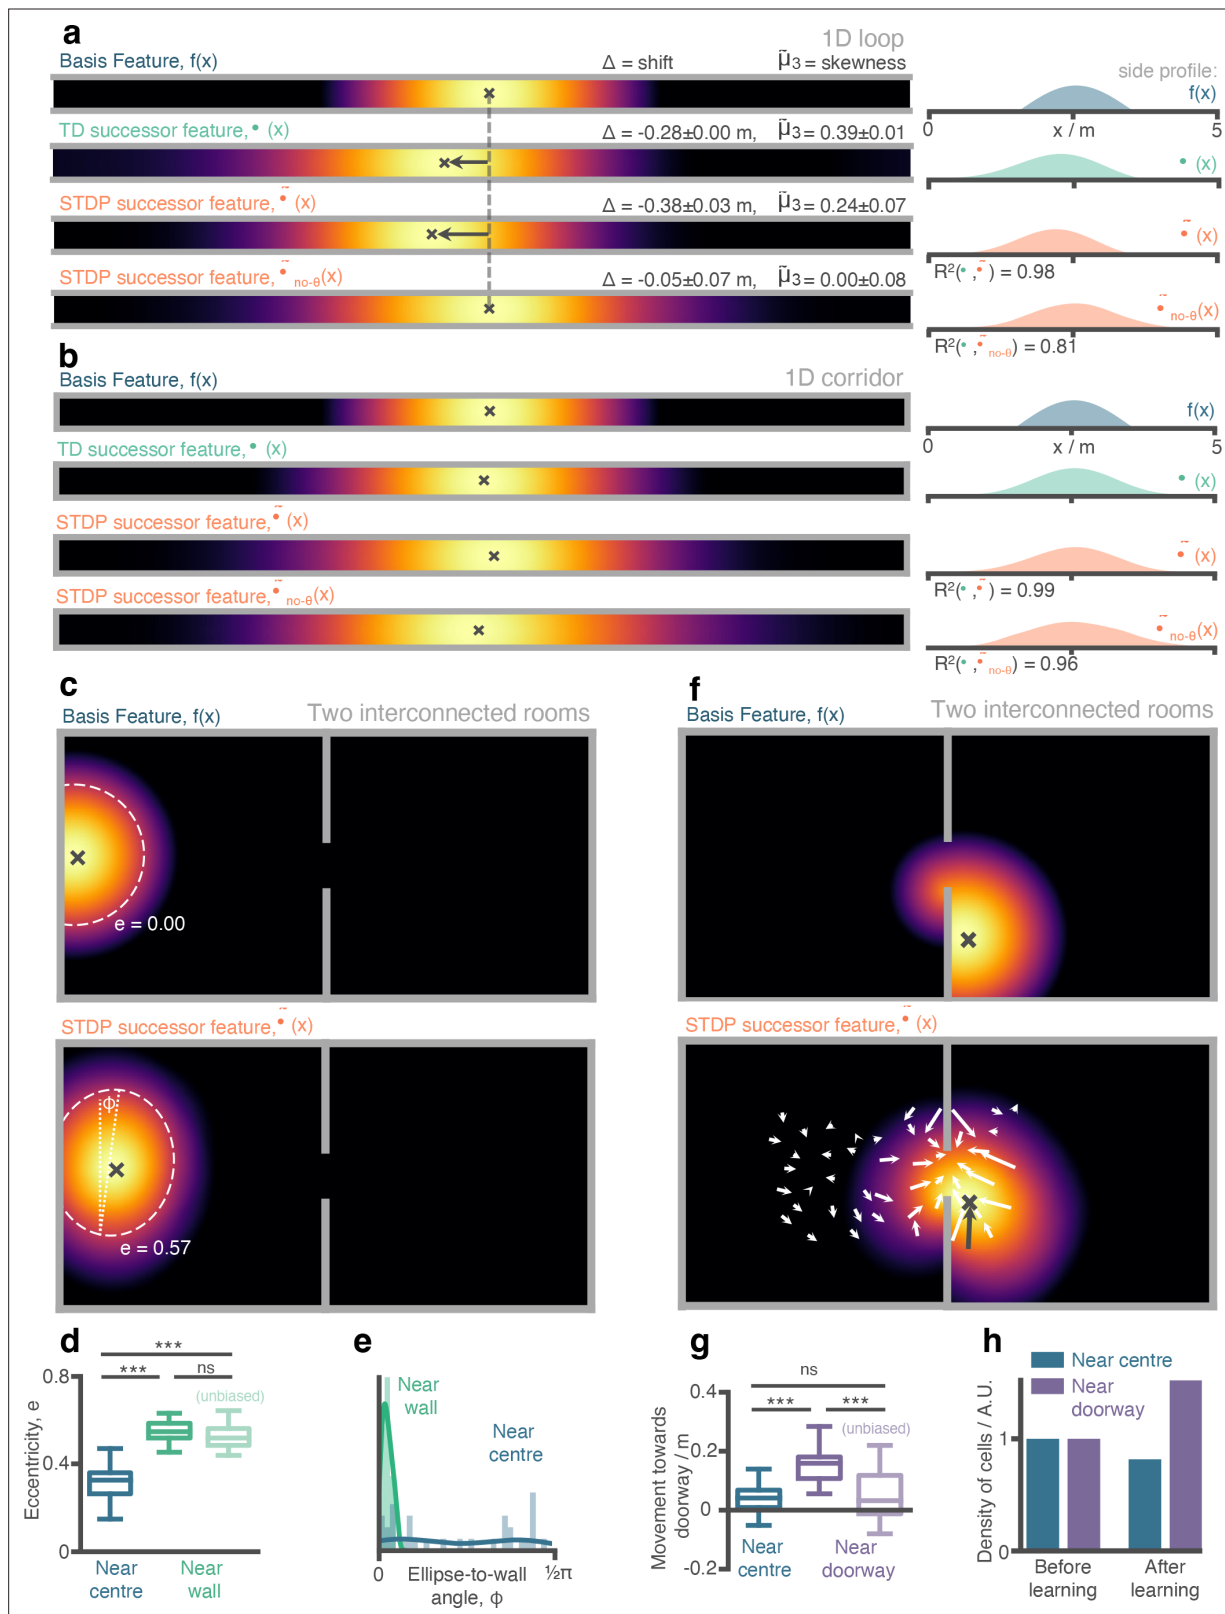 a
1D loop
Basis Feature, f(x)
Δ = shift
μ̃₃ = skewness
side profile:
f(x)
0
x / m
5
TD successor feature, • (x)
Δ = -0.28±0.00 m,
μ̃₃ = 0.39±0.01
• (x)
STDP successor feature, •̃ (x)
Δ = -0.38±0.03 m,
μ̃₃ = 0.24±0.07
•̃ (x)
R²(• ,•̃ ) = 0.98
STDP successor feature, •̃ no-θ(x)
Δ = -0.05±0.07 m,
μ̃₃ = 0.00±0.08
•̃ no-θ(x)
R²(• ,•̃ no-θ) = 0.81
b
1D corridor
Basis Feature, f(x)
f(x)
0
x / m
5
TD successor feature, • (x)
• (x)
STDP successor feature, •̃ (x)
•̃ (x)
R²(• ,•̃ ) = 0.99
STDP successor feature, •̃ no-θ(x)
•̃ no-θ(x)
R²(• ,•̃ no-θ) = 0.96
c
Basis Feature, f(x)
Two interconnected rooms
e = 0.00
STDP successor feature, •̃ (x)
ϕ
e = 0.57
f
Basis Feature, f(x)
Two interconnected rooms
STDP successor feature, •̃ (x)
d
***
***
ns
(unbiased)
0.8
0.4
0
Eccentricity, e
Near
centre
Near
wall
e
Near
wall
Near
centre
0
½π
Ellipse-to-wall
angle, ϕ
g
ns
***
***
(unbiased)
0.4
0.2
0
-0.2
Movement towards
doorway / m
Near
centre
Near
doorway
h
Near centre
Near
doorway
1
0
Density of cells / A.U.
Before
learning
After
learning